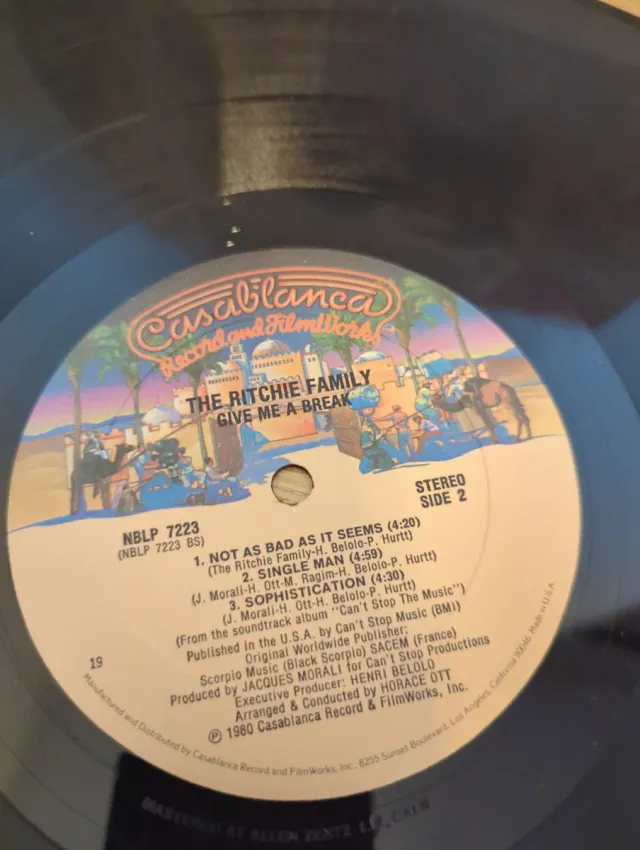 Casablanca
Record and FilmWorks
THE RITCHIE FAMILY
GIVE ME A BREAK
STEREO
SIDE 2
NBLP 7223
(NBLP 7223 BS)
1. NOT AS BAD AS IT SEEMS (4:20)
(The Ritchie Family-H. Belolo-P. Hurtt)
2. SINGLE MAN (4:59)
(J. Morali-H. Ott-M. Ragim-H. Belolo-P. Hurtt)
3. SOPHISTICATION (4:30)
(J. Morali-H. Ott-H. Belolo-P. Hurtt)
(From the soundtrack album "Can't Stop The Music")
Published in the U.S.A. by Can't Stop Music (BMI)
Original Worldwide Publisher:
Scorpio Music (Black Scorpio) SACEM (France)
Produced by JACQUES MORALI for Can't Stop Productions
Executive Producer: HENRI BELOLO
Arranged & Conducted by HORACE OTT
℗ 1980 Casablanca Record & FilmWorks, Inc.
19
Manufactured and Distributed by Casablanca Record and FilmWorks, Inc., 8255 Sunset Boulevard, Los Angeles, California 90046 Made in U.S.A.
MASTERED AT ALLEN ZENTZ L.A., CALIF